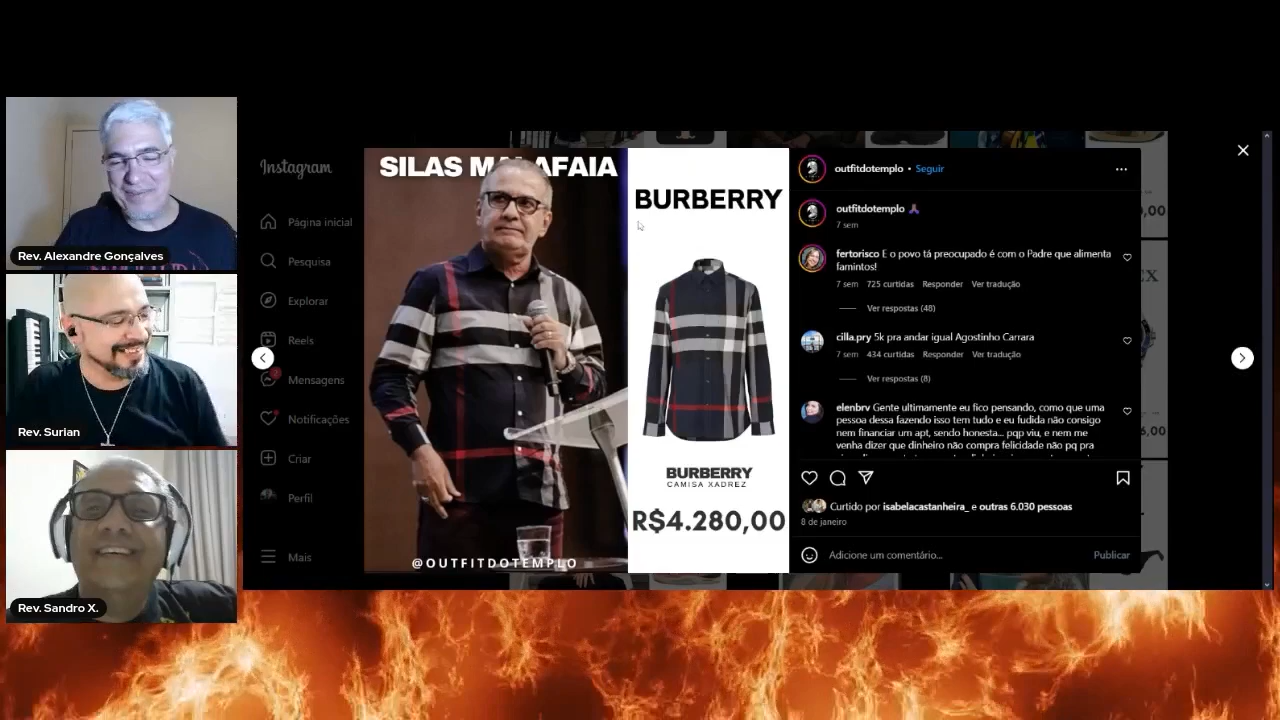 Rev. Alexandre Gonçalves
Rev. Surian
Rev. Sandro X.
Instagram
Página inicial
Pesquisa
Explorar
Reels
Mensagens
Notificações
Criar
Perfil
Mais
SILAS MALAFAIA
@OUTFITDOTEMPLO
BURBERRY
BURBERRY
CAMISA XADREZ
R$4.280,00
outfitdotemplo • Seguir
outfitdotemplo 🙏🏾
7 sem
fertorisco E o povo tá preocupado é com o Padre que alimenta
famintos!
7 sem 725 curtidas Responder Ver tradução
Ver respostas (48)
cilla.pry 5k pra andar igual Agostinho Carrara
7 sem 434 curtidas Responder Ver tradução
Ver respostas (8)
elenbrv Gente ultimamente eu fico pensando, como que uma
pessoa dessa fazendo isso tem tudo e eu fudida não consigo
nem financiar um apt, sendo honesta... pqp viu, e nem me
venha dizer que dinheiro não compra felicidade não pq pra
Curtido por isabelacastanheira_ e outras 6.030 pessoas
8 de janeiro
Adicione um comentário...
Publicar